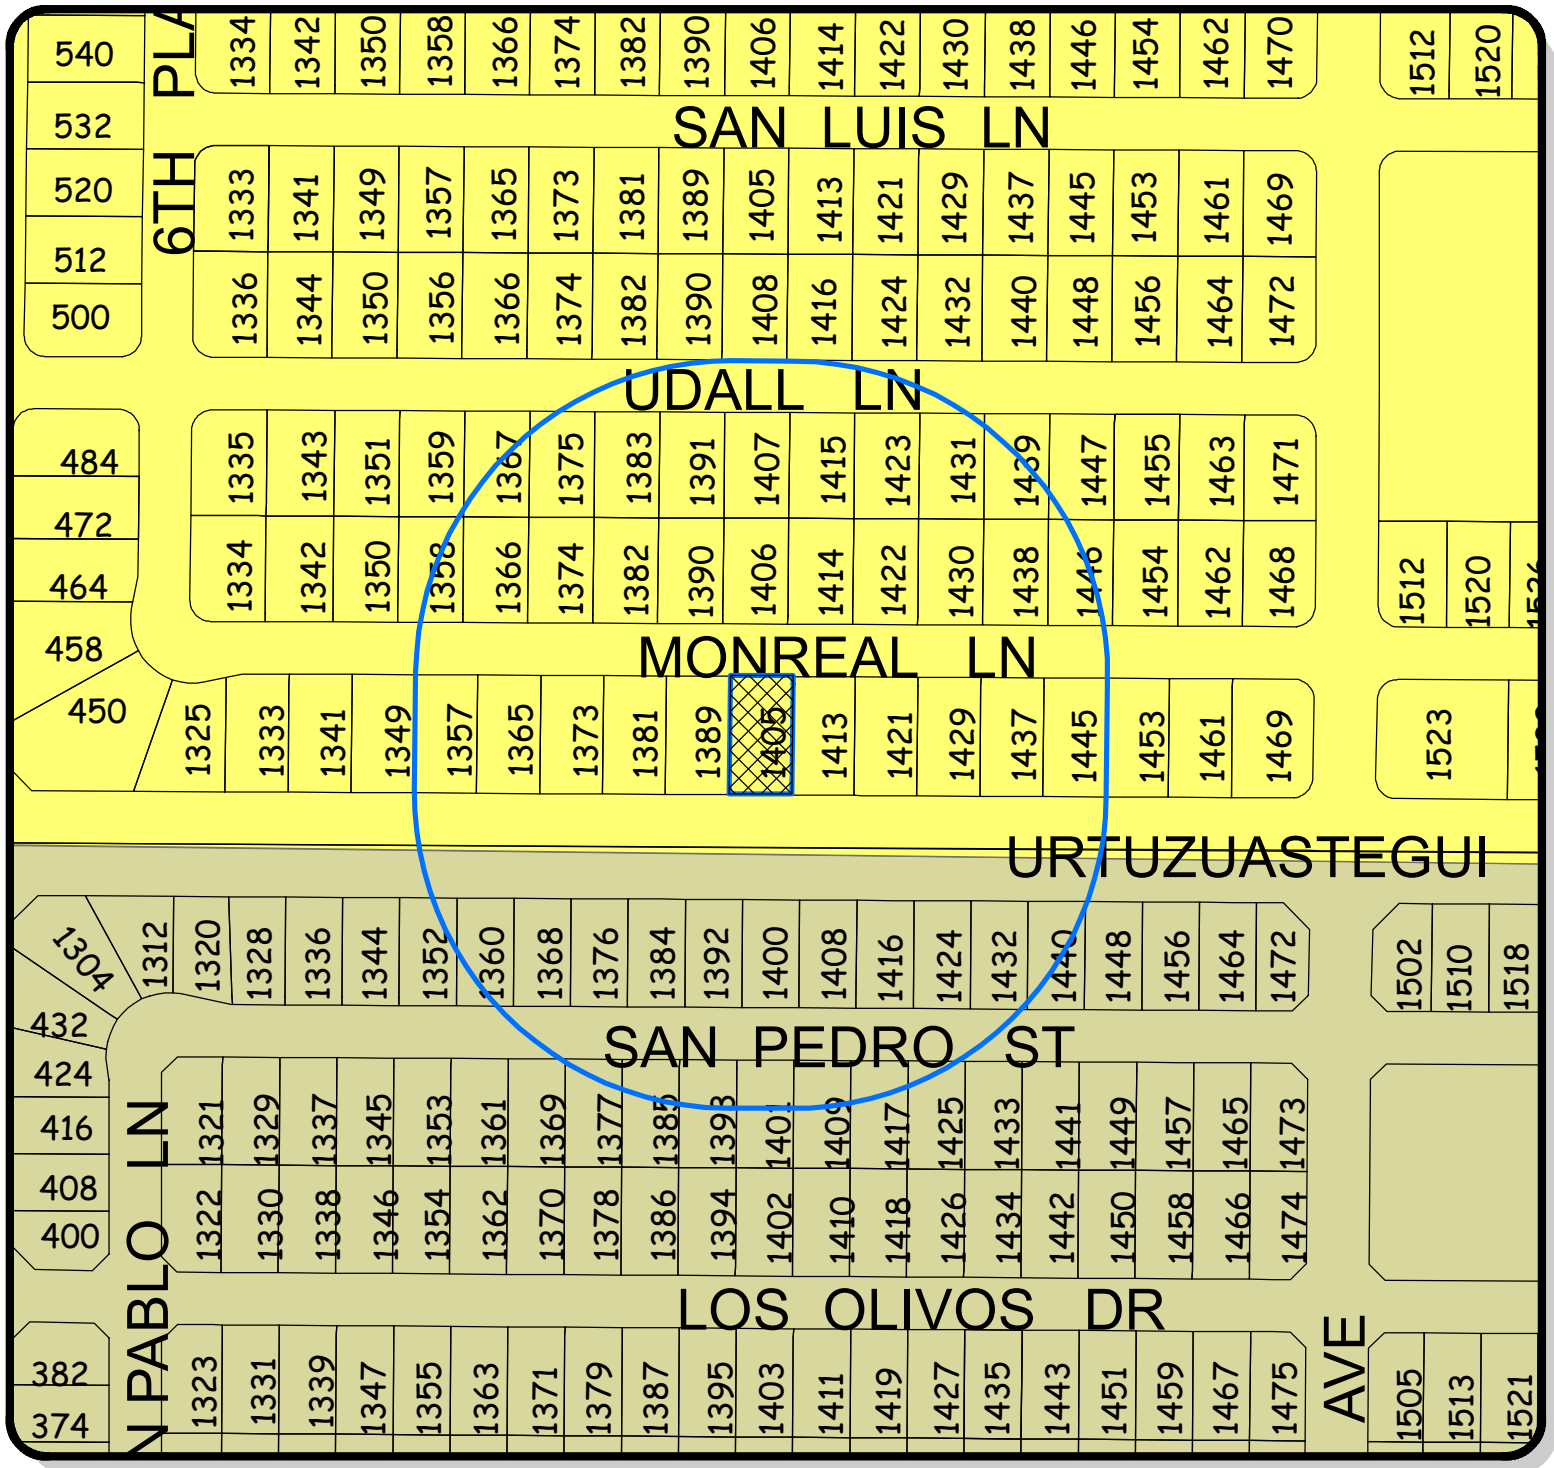 540
532
520
512
500
6TH PLA
1334 1342 1350 1358 1366 1374 1382 1390 1406 1414 1422 1430 1438 1446 1454 1462 1470
1512 1520
SAN LUIS LN
1333 1341 1349 1357 1365 1373 1381 1389 1405 1413 1421 1429 1437 1445 1453 1461 1469
1336 1344 1350 1356 1366 1374 1382 1390 1408 1416 1424 1432 1440 1448 1456 1464 1472
UDALL LN
484
472
464
458
450
1335 1343 1351 1359 1367 1375 1383 1391 1407 1415 1423 1431 1439 1447 1455 1463 1471
1334 1342 1350 1358 1366 1374 1382 1390 1406 1414 1422 1430 1438 1446 1454 1462 1468
1512 1520
MONREAL LN
1325 1333 1341 1349 1357 1365 1373 1381 1389 1405 1413 1421 1429 1437 1445 1453 1461 1469
1523
URTUZUASTEGUI
1304 1312 1320 1328 1336 1344 1352 1360 1368 1376 1384 1392 1400 1408 1416 1424 1432 1440 1448 1456 1464 1472
1502 1510 1518
432
424
416
408
400
SAN PEDRO ST
1321 1329 1337 1345 1353 1361 1369 1377 1385 1393 1401 1409 1417 1425 1433 1441 1449 1457 1465 1473
1322 1330 1338 1346 1354 1362 1370 1378 1386 1394 1402 1410 1418 1426 1434 1442 1450 1458 1466 1474
N PABLO LN
LOS OLIVOS DR
382
374
1323 1331 1339 1347 1355 1363 1371 1379 1387 1395 1403 1411 1419 1427 1435 1443 1451 1459 1467 1475
AVE
1505 1513 1521